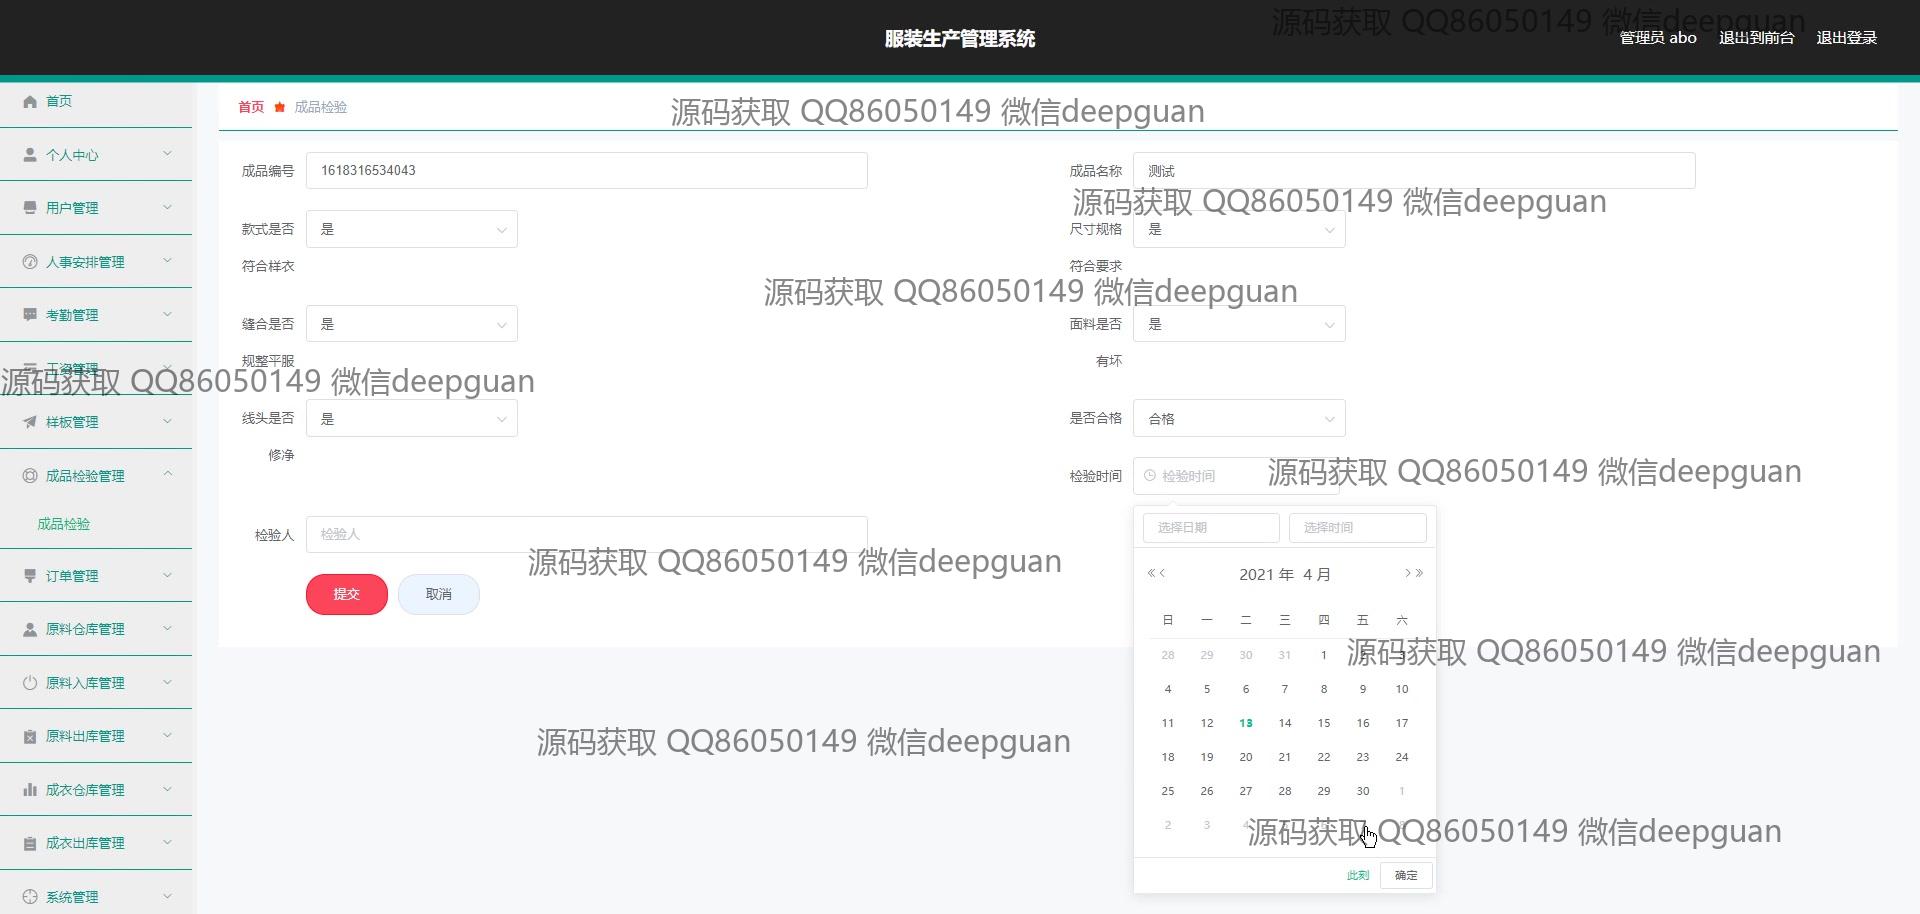 服装生产管理系统
源码获取 QQ86050149 微信deepguan
管理员 abo
退出到前台
退出登录
首页
个人中心
用户管理
人事安排管理
考勤管理
工资管理
样板管理
成品检验管理
成品检验
订单管理
原料仓库管理
原料入库管理
原料出库管理
成衣仓库管理
成衣出库管理
系统管理
首页 成品检验
源码获取 QQ86050149 微信deepguan
成品编号 1618316534043
成品名称 测试
源码获取 QQ86050149 微信deepguan
款式是否 是
符合样衣
尺寸规格 是
符合要求
源码获取 QQ86050149 微信deepguan
缝合是否 是
规整平服
面料是否 是
有坏
源码获取 QQ86050149 微信deepguan
线头是否 是
修净
是否合格 合格
检验时间 检验时间
源码获取 QQ86050149 微信deepguan
检验人 检验人
源码获取 QQ86050149 微信deepguan
提交 取消
选择日期 选择时间
2021 年 4 月
日 一 二 三 四 五 六
28 29 30 31 1
源码获取 QQ86050149 微信deepguan
4 5 6 7 8 9 10
11 12 13 14 15 16 17
源码获取 QQ86050149 微信deepguan
18 19 20 21 22 23 24
25 26 27 28 29 30 1
2 3 4
源码获取 QQ86050149 微信deepguan
此刻 确定